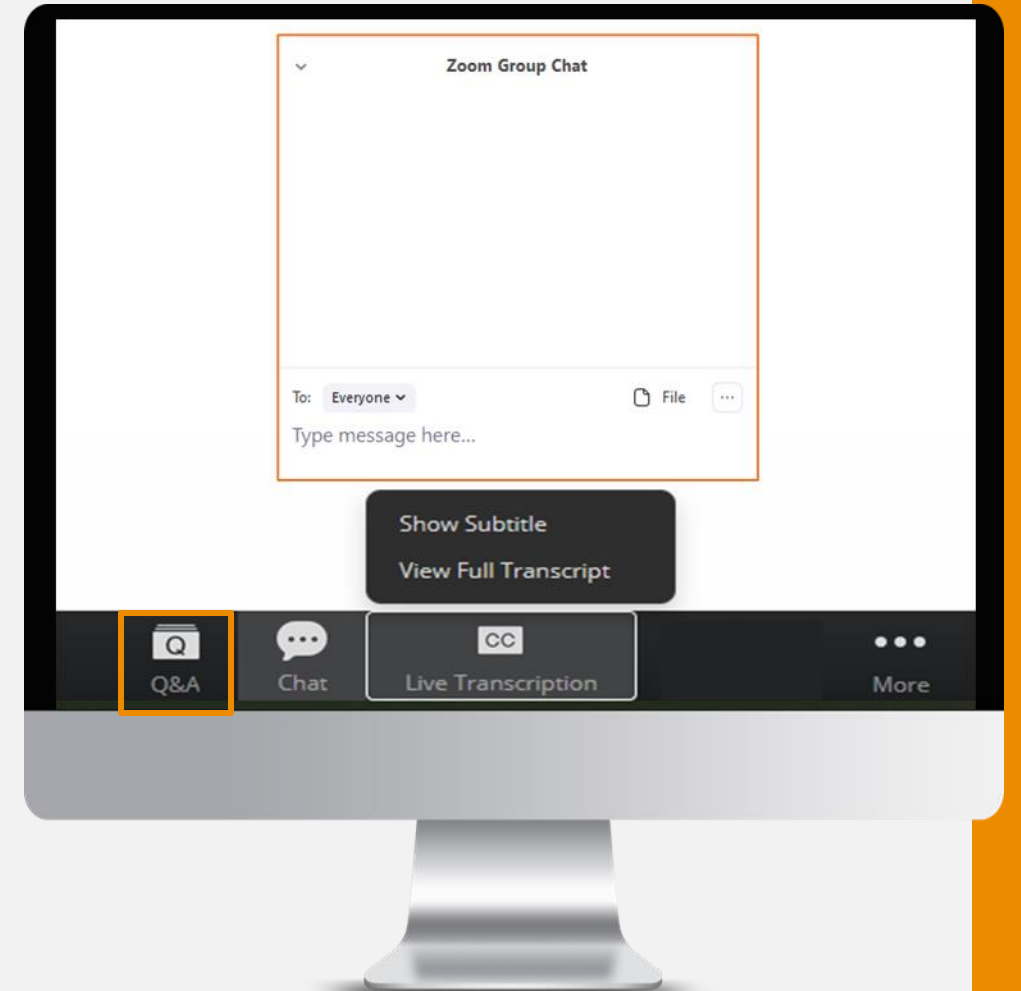 Zoom Group Chat
To: Everyone File
Type message here...
Show Subtitle
View Full Transcript
Q
CC
Q&A Chat Live Transcription More